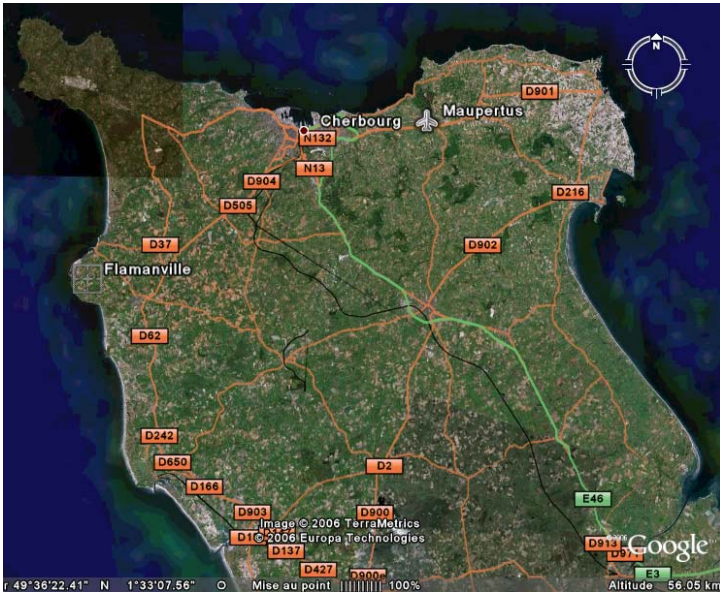 N
D901
Maupertus
Cherbourg
N132
N13
D904
D216
D505
D37
D902
Flamanville
D62
D242
D650
D2
D166
E46
D903
D900
Image © 2006 TerraMetrics
© 2006 Europa Technologies
D137
D913
© 2006 Google™
D427
D900
E3
r 49°36'22.41" N 1°33'07.56" O Mise au point 100% Altitude 56.05 km